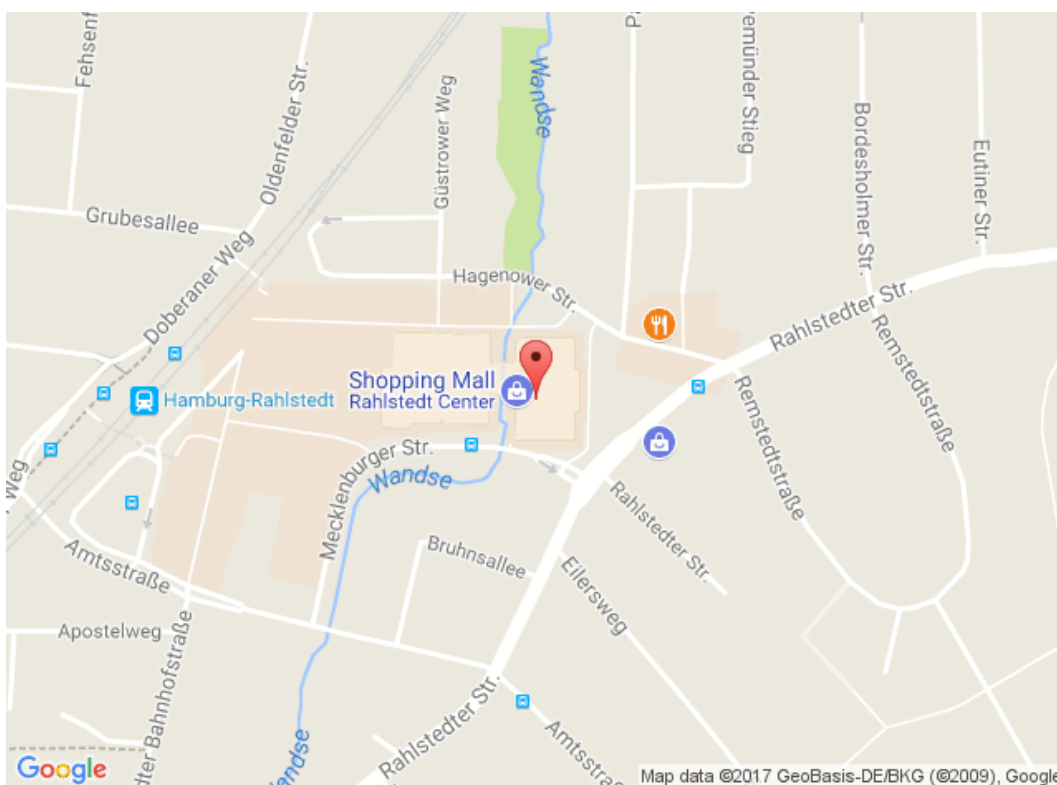 Fehsenf
Oldenfelder Str.
Güstrower Weg
Wandse
emünder Stieg
Bordesholmer Str.
Eutiner Str.
Grubesallee
Doberaner Weg
Hagenower Str.
Rahlstedter Str.
Remstedtstraße
Shopping Mall
Rahlstedt Center
Hamburg-Rahlstedt
Remstedtstraße
Mecklenburger Str.
Wandse
Weg
Rahlstedter Str.
Bruhnsallee
Eilersweg
Amtsstraße
Apostelweg
dter Bahnhofstraße
Rahlstedter Str.
Amtsstra
andse
Google
Map data ©2017 GeoBasis-DE/BKG (©2009), Google